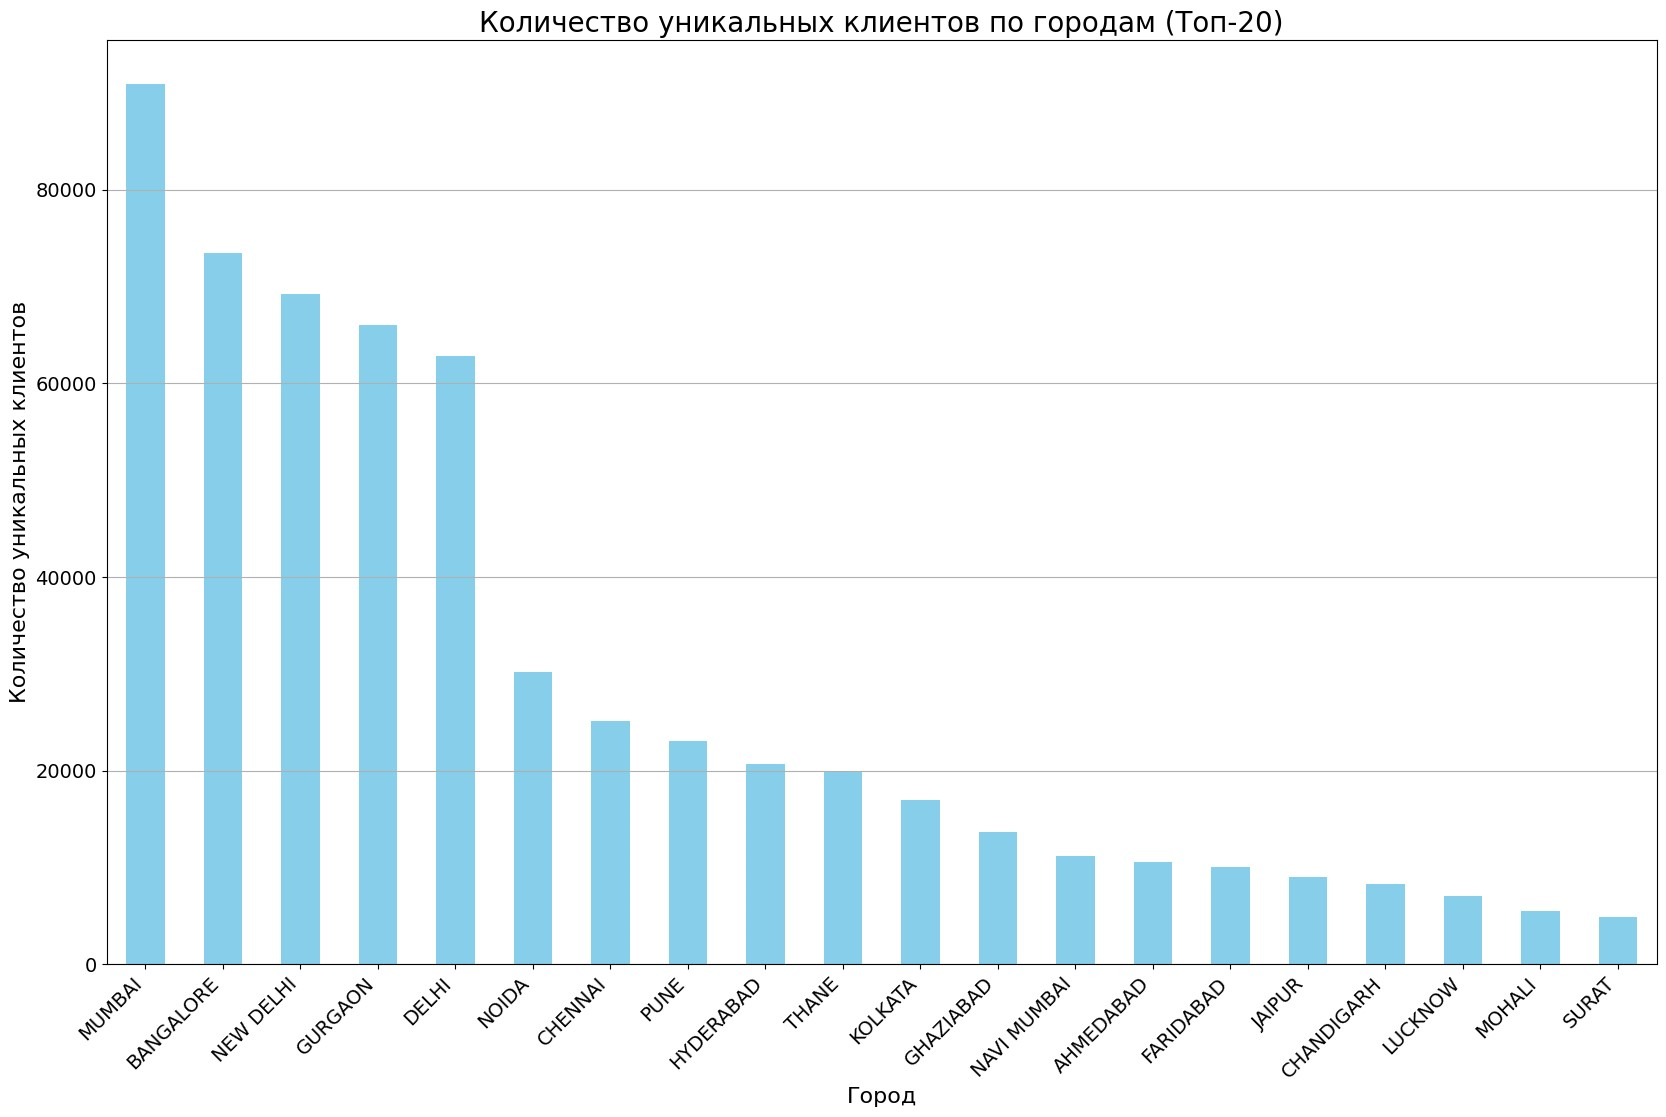 Количество уникальных клиентов по городам (Топ-20)
Количество уникальных клиентов
80000
60000
40000
20000
0
MUMBAI
BANGALORE
NEW DELHI
GURGAON
DELHI
NOIDA
CHENNAI
PUNE
HYDERABAD
THANE
KOLKATA
GHAZIABAD
NAVI MUMBAI
AHMEDABAD
FARIDABAD
JAIPUR
CHANDIGARH
LUCKNOW
MOHALI
SURAT
Город